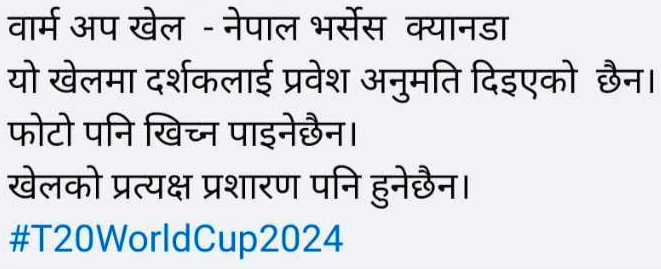 वार्म अप खेल - नेपाल भर्सेस क्यानडा
यो खेलमा दर्शकलाई प्रवेश अनुमति दिइएको छैन।
फोटो पनि खिच्न पाइनेछैन।
खेलको प्रत्यक्ष प्रशारण पनि हुनेछैन।
#T20WorldCup2024